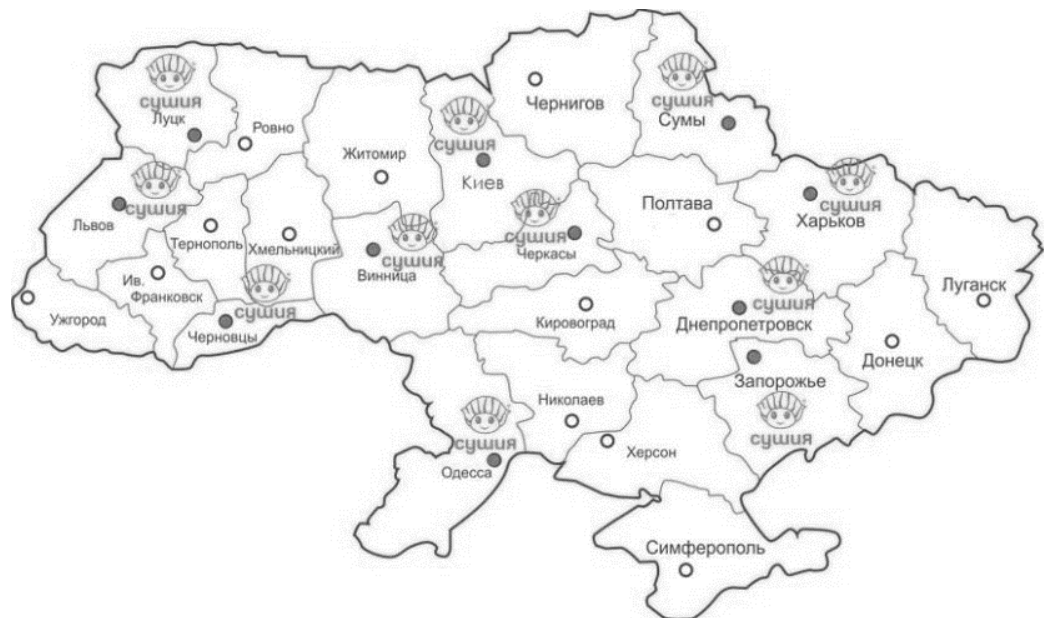 Чернигов
сушия
Сумы
сушия
Луцк
Ровно
Житомир
сушия
Киев
сушия
Львов
Тернополь
Хмельницкий
сушия
Винница
сушия
Черкасы
Полтава
сушия
Харьков
Ив.
Франковск
Ужгород
сушия
Черновцы
Кировоград
сушия
Днепропетровск
Луганск
Донецк
Запорожье
сушия
Николаев
Херсон
сушия
Одесса
Симферополь